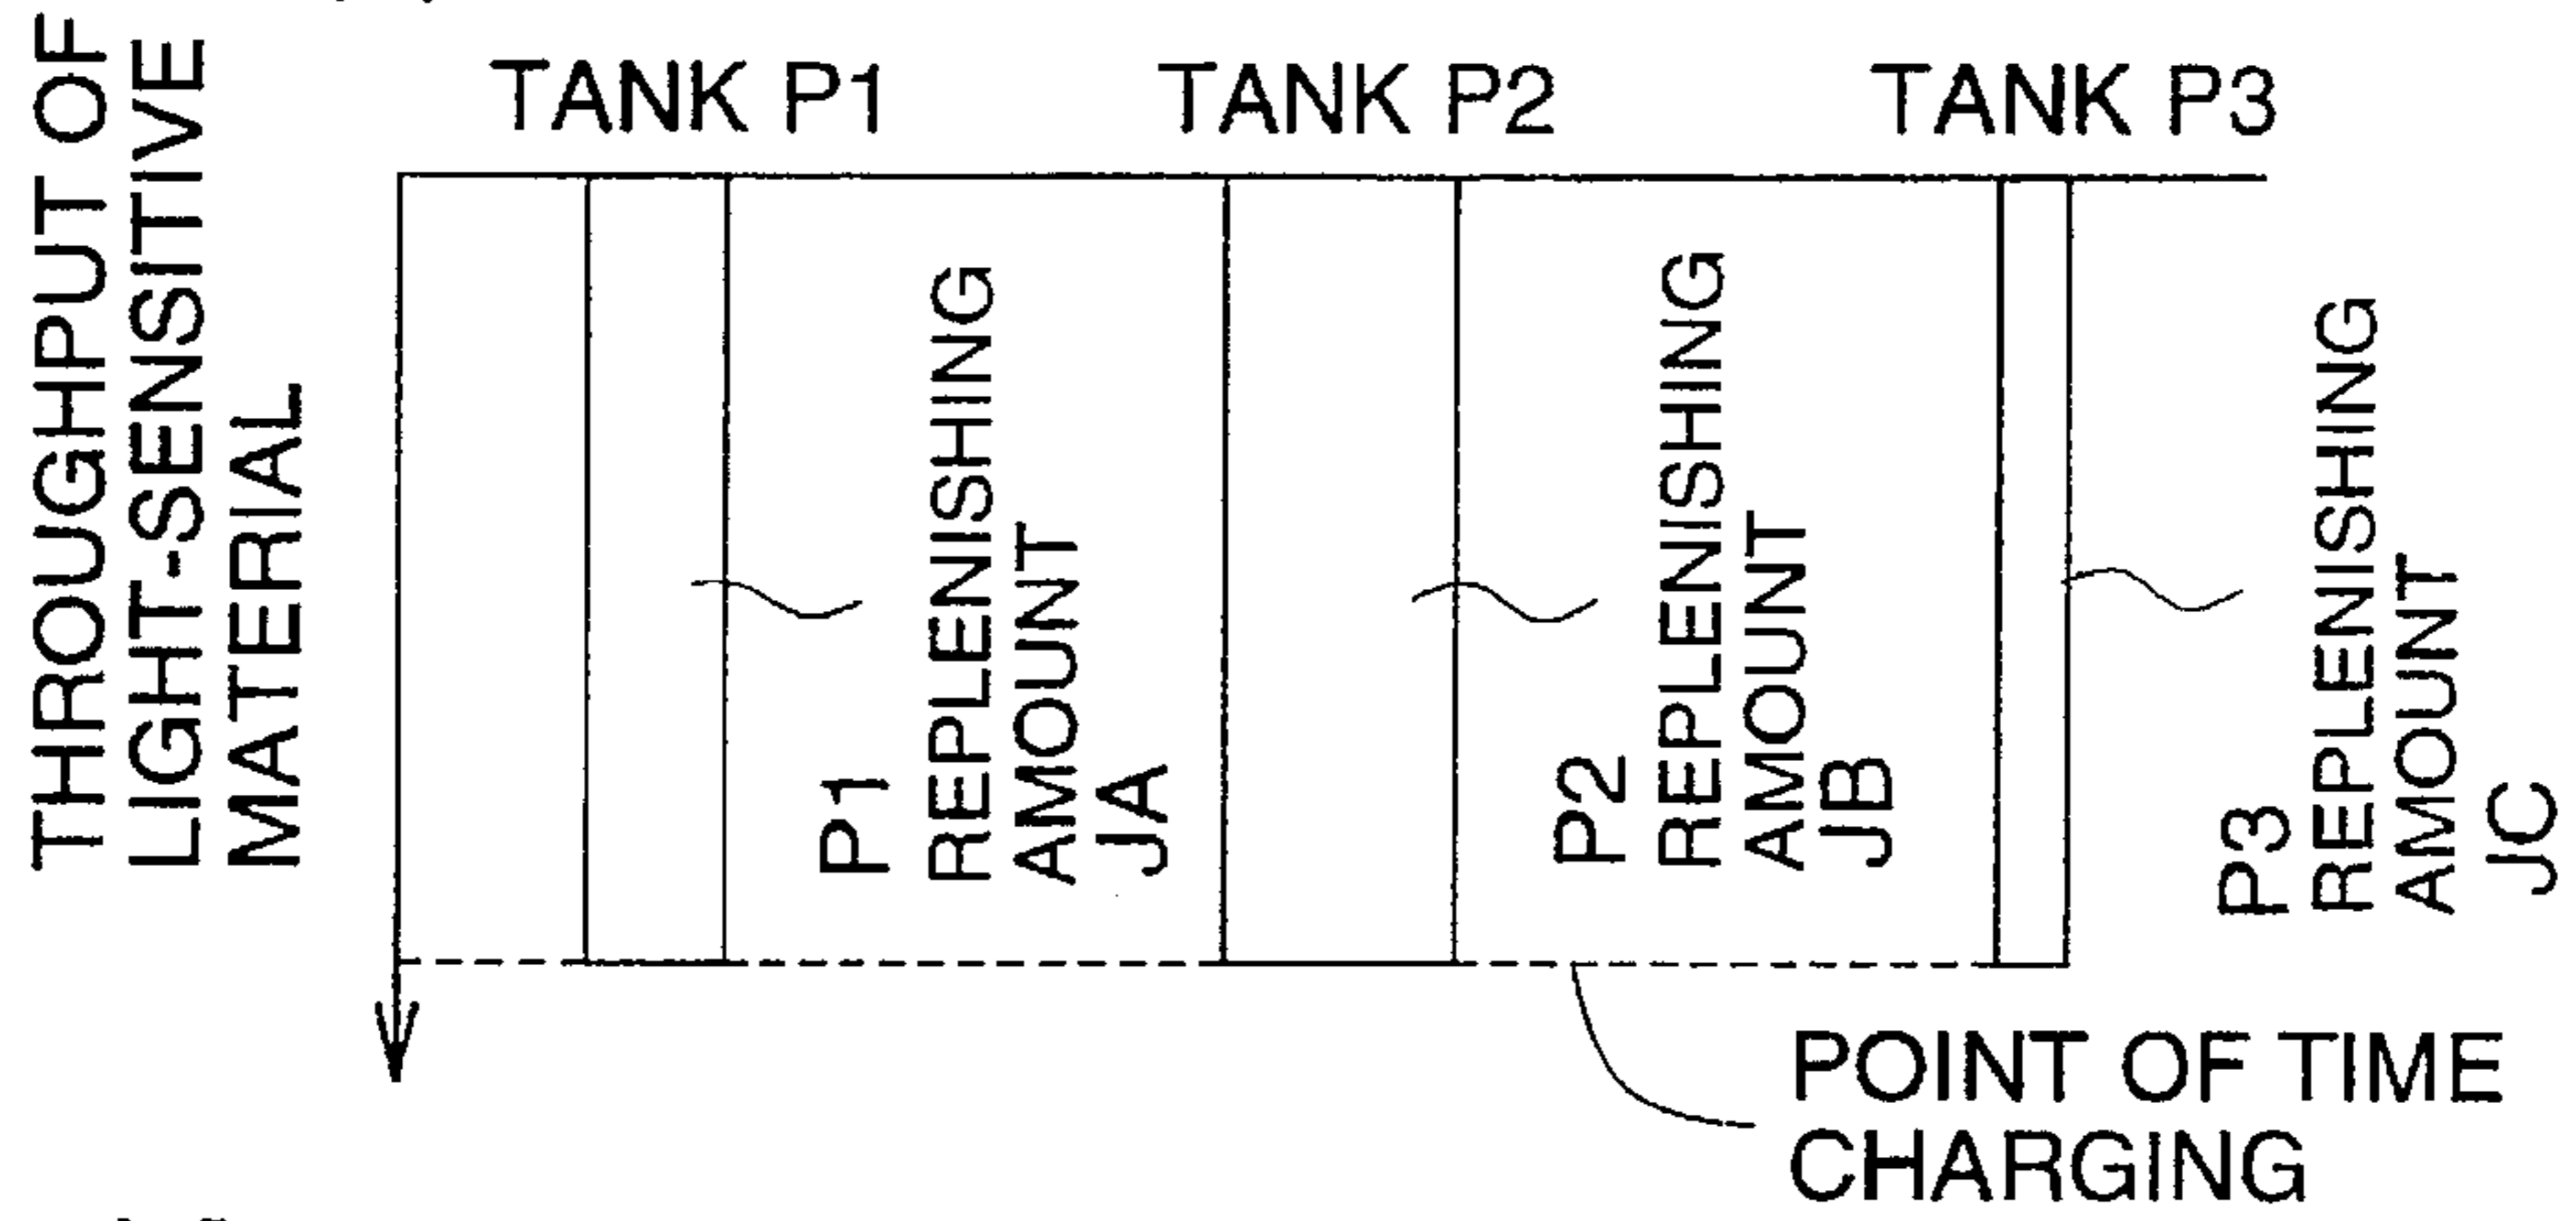 THROUGHPUT OF
LIGHT-SENSITIVE
MATERIAL
TANK P1
TANK P2
TANK P3
P1
REPLENISHING
AMOUNT
JA
P2
REPLENISHING
AMOUNT
JB
P3
REPLENISHING
AMOUNT
JC
POINT OF TIME
CHARGING